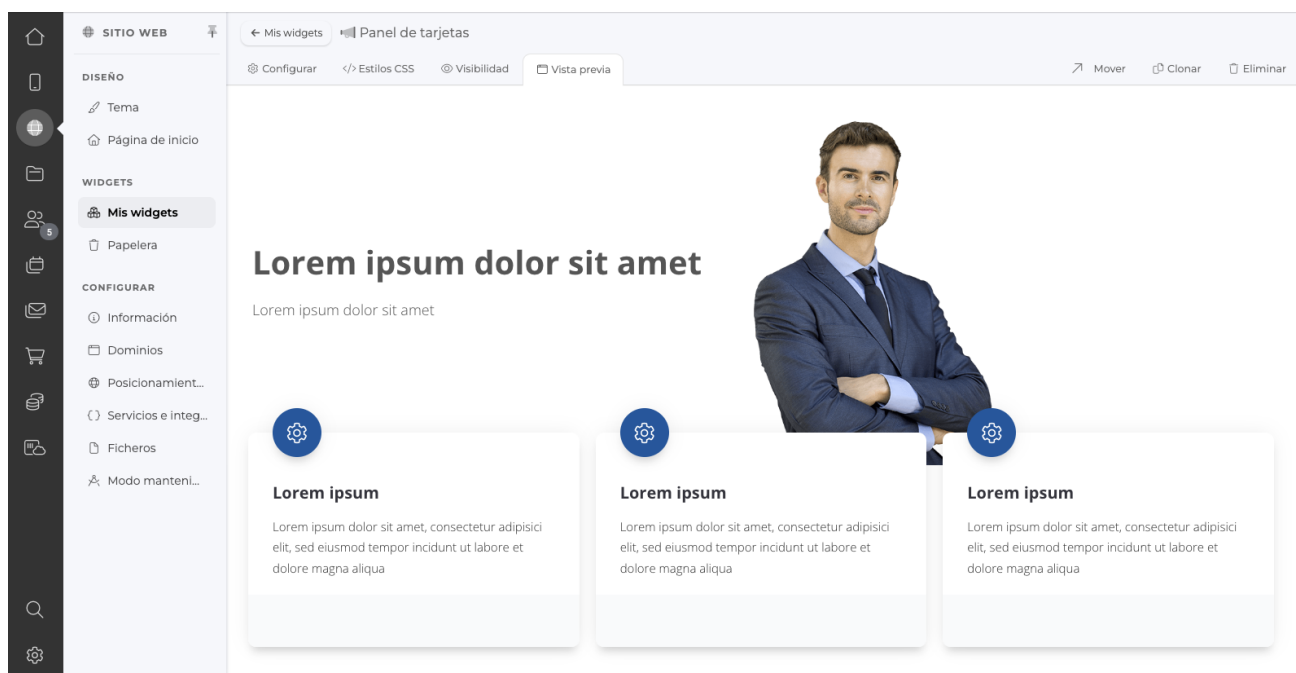 SITIO WEB
DISEÑO
Tema
Página de inicio
WIDGETS
Mis widgets
5
Papelera
CONFIGURAR
Información
Dominios
Posicionamient...
Servicios e integ...
Ficheros
Modo manteni...
← Mis widgets
Panel de tarjetas
Configurar
</> Estilos CSS
Visibilidad
Vista previa
Mover
Clonar
Eliminar
Lorem ipsum dolor sit amet
Lorem ipsum dolor sit amet
Lorem ipsum
Lorem ipsum dolor sit amet, consectetur adipisici
elit, sed eiusmod tempor incidunt ut labore et
dolore magna aliqua
Lorem ipsum
Lorem ipsum dolor sit amet, consectetur adipisici
elit, sed eiusmod tempor incidunt ut labore et
dolore magna aliqua
Lorem ipsum
Lorem ipsum dolor sit amet, consectetur adipisici
elit, sed eiusmod tempor incidunt ut labore et
dolore magna aliqua